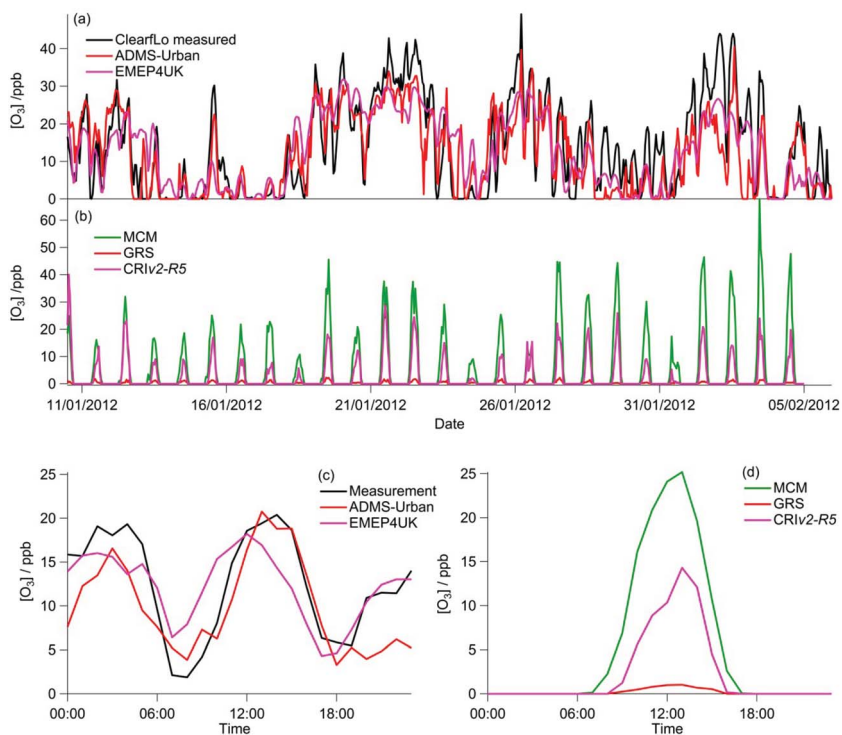 (a)
ClearfLo measured
ADMS-Urban
EMEP4UK
[O3] /ppb
40
30
20
10
0
(b)
MCM
GRS
CRIv2-R5
[O3] /ppb
60
50
40
30
20
10
0
11/01/2012 16/01/2012 21/01/2012 26/01/2012 31/01/2012 05/02/2012
Date
(c)
Measurement
ADMS-Urban
EMEP4UK
[O3] / ppb
25
20
15
10
5
0
00:00 06:00 12:00 18:00
Time
(d)
MCM
GRS
CRIv2-R5
[O3] / ppb
25
20
15
10
5
0
00:00 06:00 12:00 18:00
Time